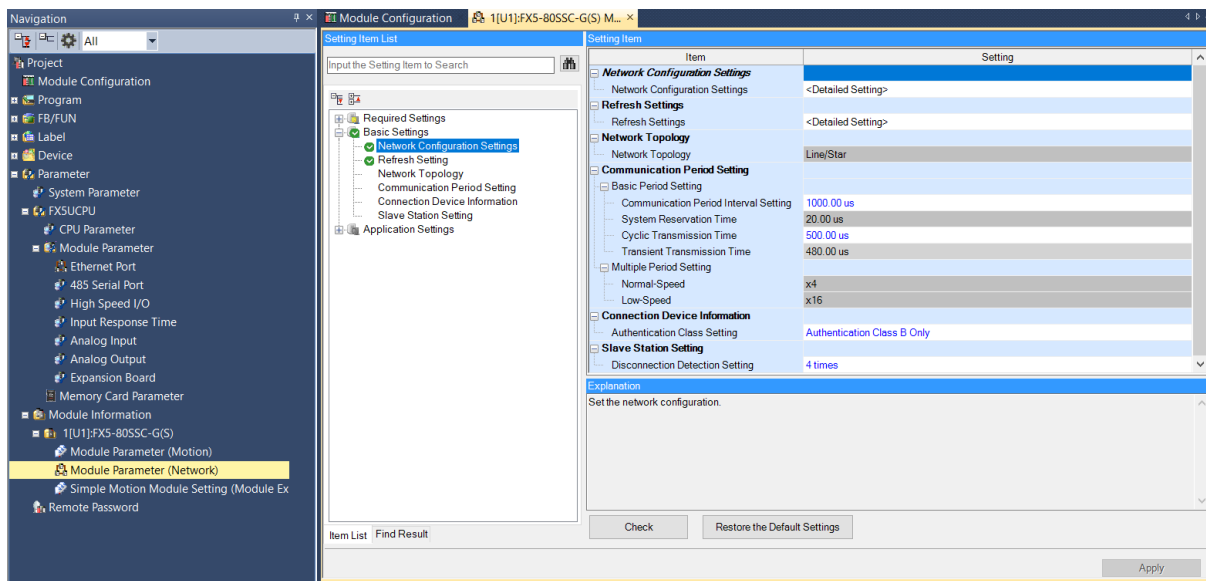 Navigation
All
Project
Module Configuration
Program
FB/FUN
Label
Device
Parameter
System Parameter
FX5UCPU
CPU Parameter
Module Parameter
Ethernet Port
485 Serial Port
High Speed I/O
Input Response Time
Analog Input
Analog Output
Expansion Board
Memory Card Parameter
Module Information
1[U1]:FX5-80SSC-G(S)
Module Parameter (Motion)
Module Parameter (Network)
Simple Motion Module Setting (Module Ex
Remote Password
Module Configuration
1[U1]:FX5-80SSC-G(S) M...
Setting Item List
Input the Setting Item to Search
Required Settings
Basic Settings
Network Configuration Settings
Refresh Setting
Network Topology
Communication Period Setting
Connection Device Information
Slave Station Setting
Application Settings
Item List Find Result
Setting Item
Item Setting
Network Configuration Settings
Network Configuration Settings <Detailed Setting>
Refresh Settings
Refresh Settings <Detailed Setting>
Network Topology
Network Topology Line/Star
Communication Period Setting
Basic Period Setting
Communication Period Interval Setting 1000.00 us
System Reservation Time 20.00 us
Cyclic Transmission Time 500.00 us
Transient Transmission Time 480.00 us
Multiple Period Setting
Normal-Speed x4
Low-Speed x16
Connection Device Information
Authentication Class Setting Authentication Class B Only
Slave Station Setting
Disconnection Detection Setting 4 times
Explanation
Set the network configuration.
Check Restore the Default Settings
Apply